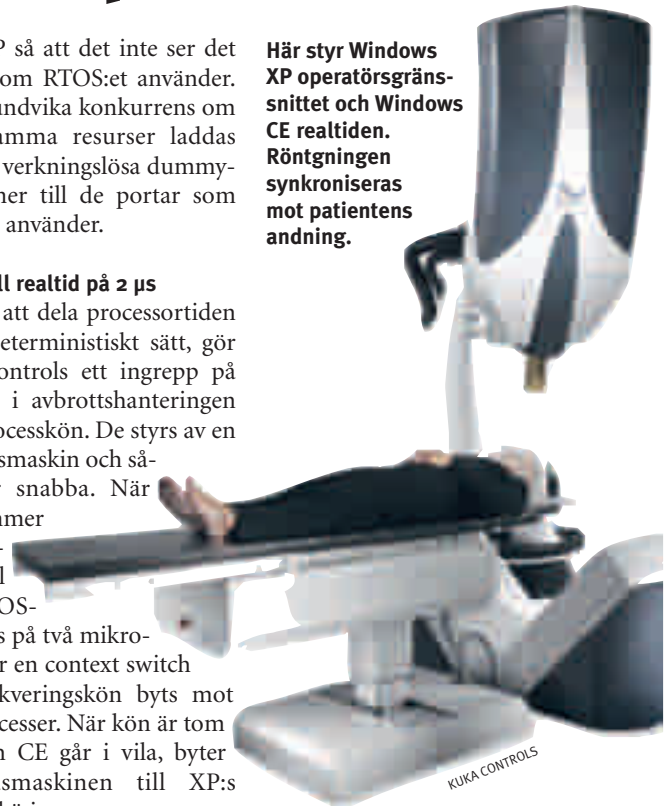 P så att det inte ser det
om RTOS:et använder.
undvika konkurrens om
amma resurser laddas
verkningslösa dummy-
ner till de portar som
använder.
ll realtid på 2 µs
att dela processortiden
eterministiskt sätt, gör
ontrols ett ingrepp på
i avbrottshanteringen
ocesskön. De styrs av en
smaskin och så-
snabba. När
mmer
-
l
OS-
s på två mikro-
r en context switch
kveringskön byts mot
cesser. När kön är tom
n CE går i vila, byter
smaskinen till XP:s
Här styr Windows
XP operatörsgräns-
snittet och Windows
CE realtiden.
Röntgningen
synkroniseras
mot patientens
andning.
KUKA CONTROLS